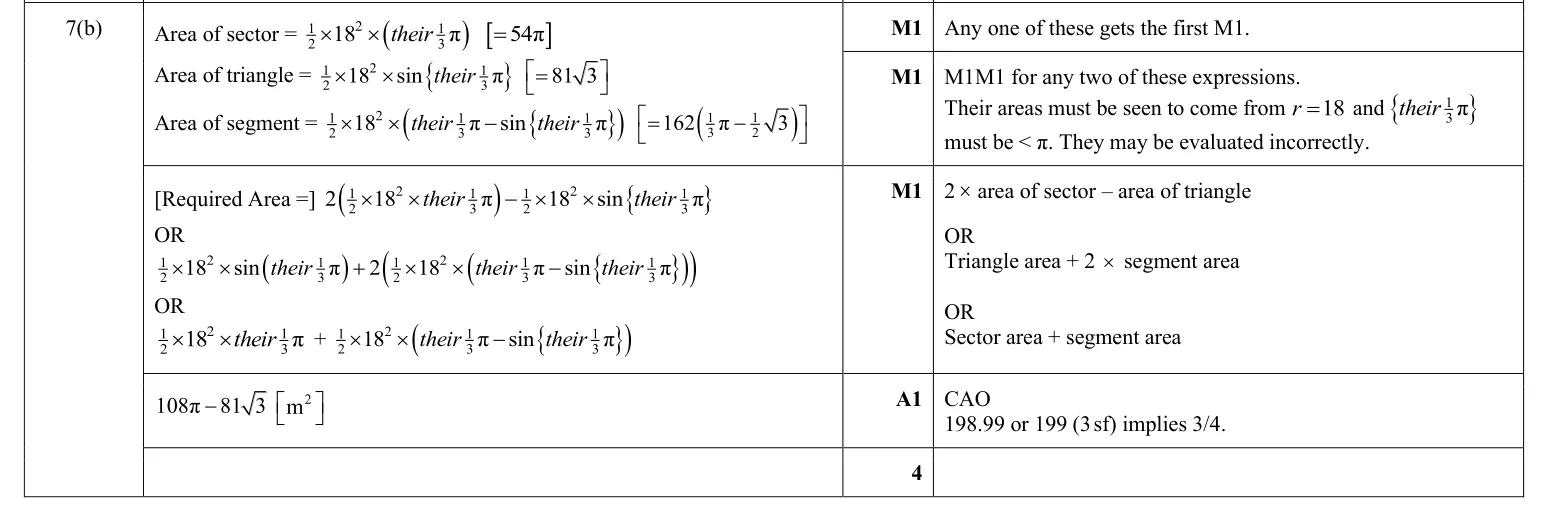 7(b)
Area of sector = ½×18²×(their ⅓π) [=54π]
M1
Any one of these gets the first M1.
Area of triangle = ½×18²×sin{their ⅓π} [=81√3]
Area of segment = ½×18²×(their ⅓π−sin{their ⅓π}) [=162(⅓π−½√3)]
M1
M1M1 for any two of these expressions.
Their areas must be seen to come from r=18 and {their ⅓π}
must be < π. They may be evaluated incorrectly.
[Required Area =] 2(½×18²×their ⅓π)−½×18²×sin{their ⅓π}
OR
½×18²×sin(their ⅓π)+2(½×18²×(their ⅓π−sin{their ⅓π}))
OR
½×18²×their ⅓π + ½×18²×(their ⅓π−sin{their ⅓π})
M1
2 × area of sector – area of triangle
OR
Triangle area + 2 × segment area
OR
Sector area + segment area
108π−81√3 [m²]
A1
CAO
198.99 or 199 (3 sf) implies 3/4.
4